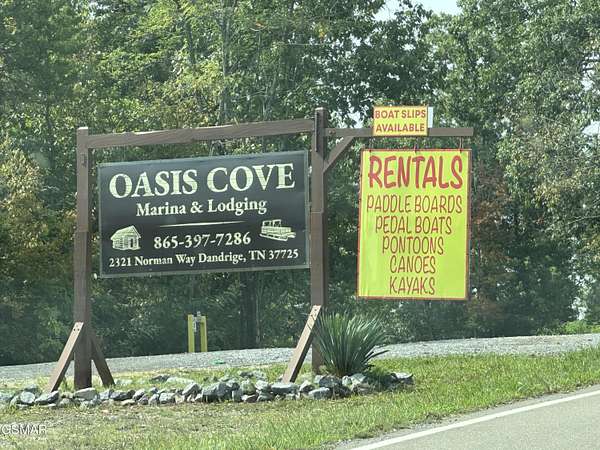 OASIS COVE
Marina & Lodging
865-397-7286
2321 Norman Way Dandrige, TN 37725
BOAT SLIPS
AVAILABLE
RENTALS
PADDLE BOARDS
PEDAL BOATS
PONTOONS
CANOES
KAYAKS
GSMAR